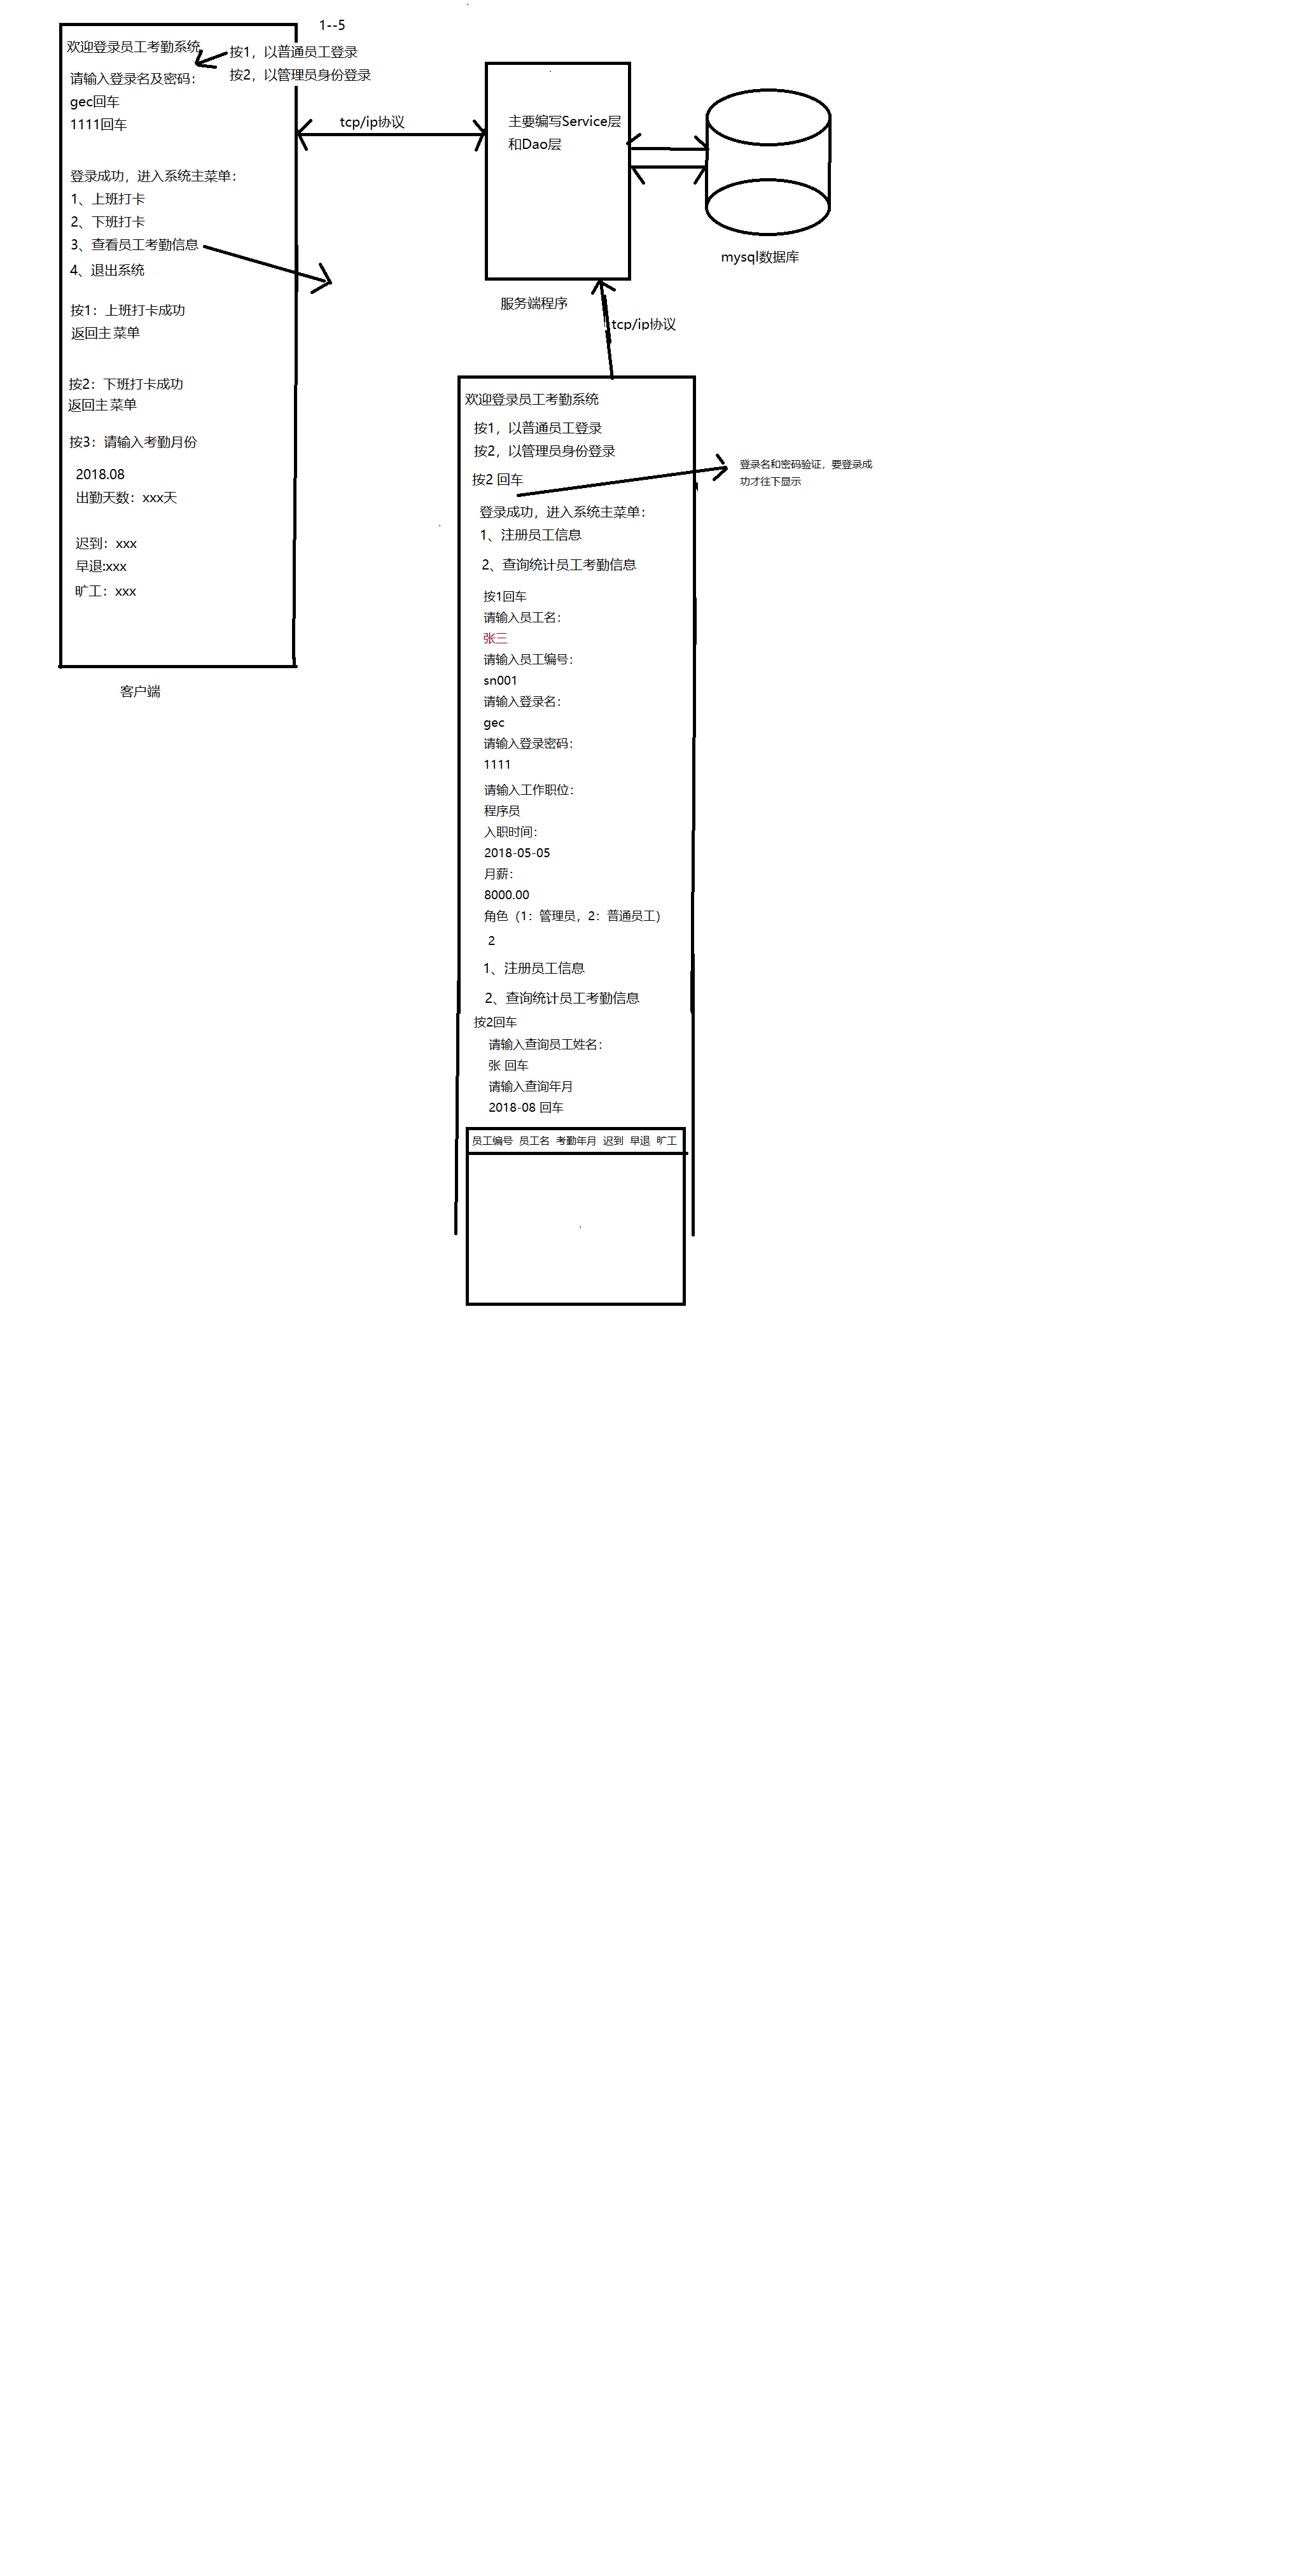 1--5
欢迎登录员工考勤系统
按1，以普通员工登录
按2，以管理员身份登录
请输入登录名及密码：
gec回车
1111回车
登录成功，进入系统主菜单：
1、上班打卡
2、下班打卡
3、查看员工考勤信息
4、退出系统
按1：上班打卡成功
返回主菜单
按2：下班打卡成功
返回主菜单
按3：请输入考勤月份
2018.08
出勤天数：xxx天
迟到：xxx
早退:xxx
旷工：xxx
客户端
tcp/ip协议
主要编写Service层
和Dao层
服务端程序
mysql数据库
tcp/ip协议
欢迎登录员工考勤系统
按1，以普通员工登录
按2，以管理员身份登录
按2 回车
登录名和密码验证，要登录成
功才往下显示
登录成功，进入系统主菜单：
1、注册员工信息
2、查询统计员工考勤信息
按1回车
请输入员工名：
张三
请输入员工编号：
sn001
请输入登录名：
gec
请输入登录密码：
1111
请输入工作职位：
程序员
入职时间：
2018-05-05
月薪：
8000.00
角色（1：管理员，2：普通员工）
2
1、注册员工信息
2、查询统计员工考勤信息
按2回车
请输入查询员工姓名：
张 回车
请输入查询年月
2018-08 回车
员工编号 员工名 考勤年月 迟到 早退 旷工